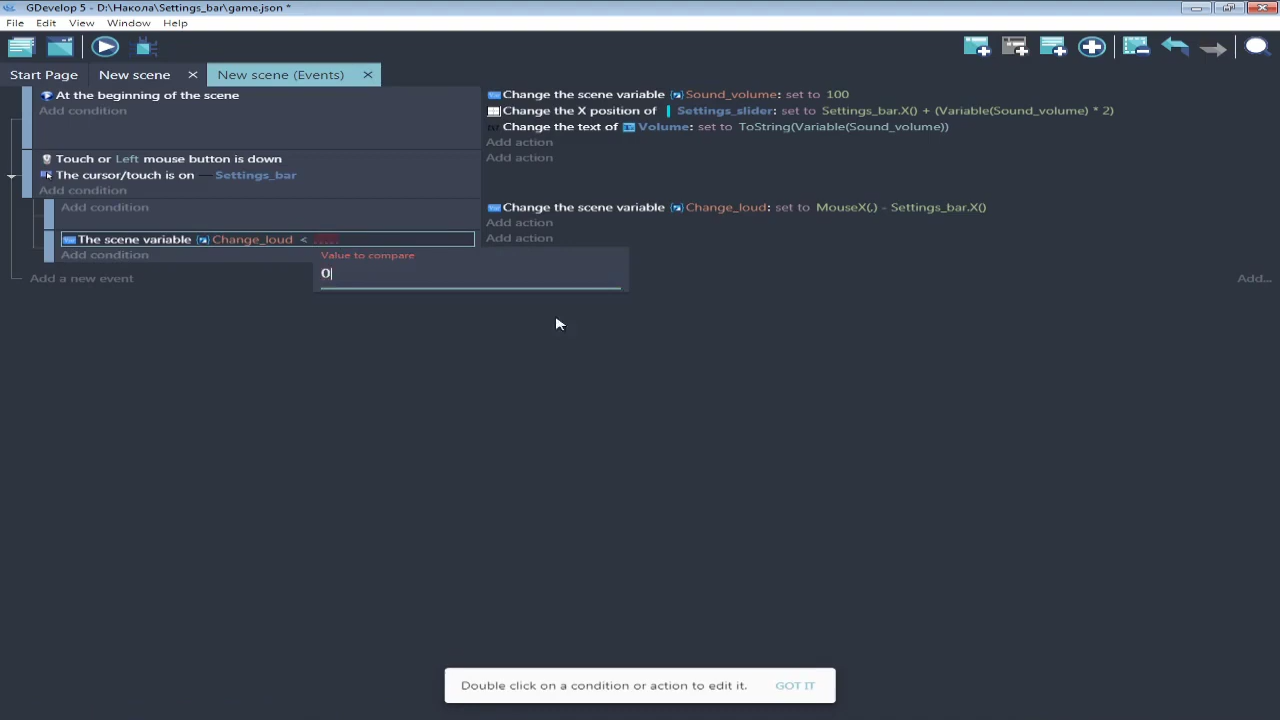 GDevelop 5 - D:\Накола\Settings_bar\game.json *
File Edit View Window Help
Start Page New scene × New scene (Events) ×
At the beginning of the scene
Add condition
Change the scene variable Sound_volume: set to 100
Change the X position of Settings_slider: set to Settings_bar.X() + (Variable(Sound_volume) * 2)
Change the text of Volume: set to ToString(Variable(Sound_volume))
Add action
Add action
Touch or Left mouse button is down
The cursor/touch is on Settings_bar
Add condition
Add condition
Change the scene variable Change_loud: set to MouseX(,) - Settings_bar.X()
Add action
The scene variable Change_loud <
Add action
Add condition
Value to compare
0
Add a new event
Add...
Double click on a condition or action to edit it. GOT IT